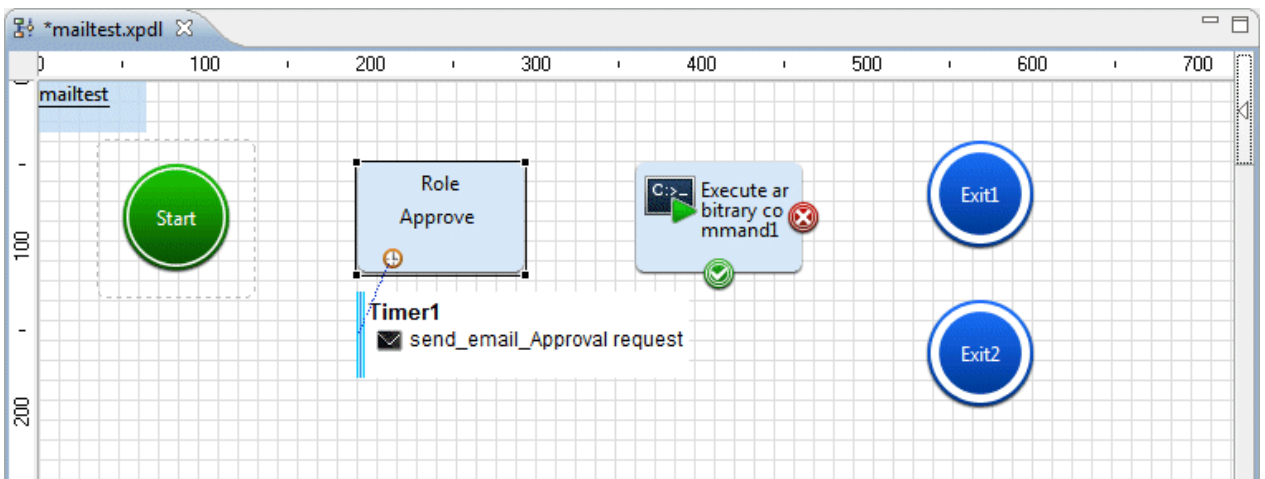 *mailtest.xpdl
0 100 200 300 400 500 600 700
mailtest
Role
Approve
Start
C:>_
Execute ar
bitrary co
mmand1
Exit1
100
Timer1
send_email_Approval request
Exit2
200